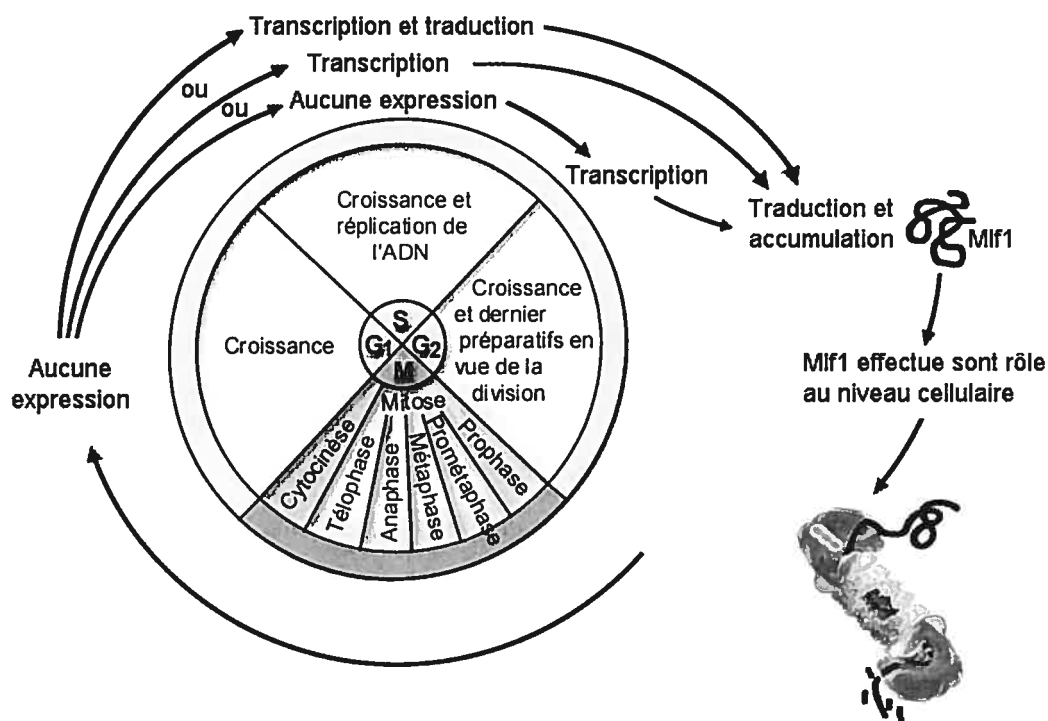 Transcription et traduction
ou
Transcription
ou
Aucune expression
Transcription
Traduction et
accumulation
Mlf1
Croissance et
réplication de
l'ADN
Croissance
et dernier
préparatifs en
vue de la
division
Croissance
S
G1
G2
M
Mitose
Aucune
expression
Mlf1 effectue sont rôle
au niveau cellulaire
Cytocinèse
Télophase
Anaphase
Métaphase
Prométaphase
Prophase